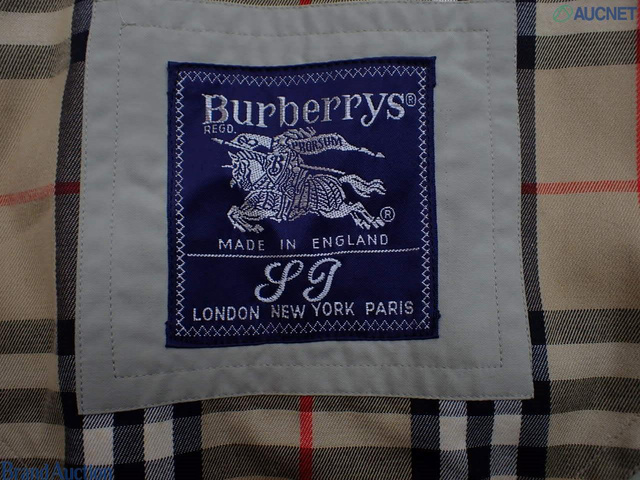 AUCNET
Burberrys®
REGD.
PRORSUM
B
®
MADE IN ENGLAND
SJ
LONDON NEW YORK PARIS
Brand Auction